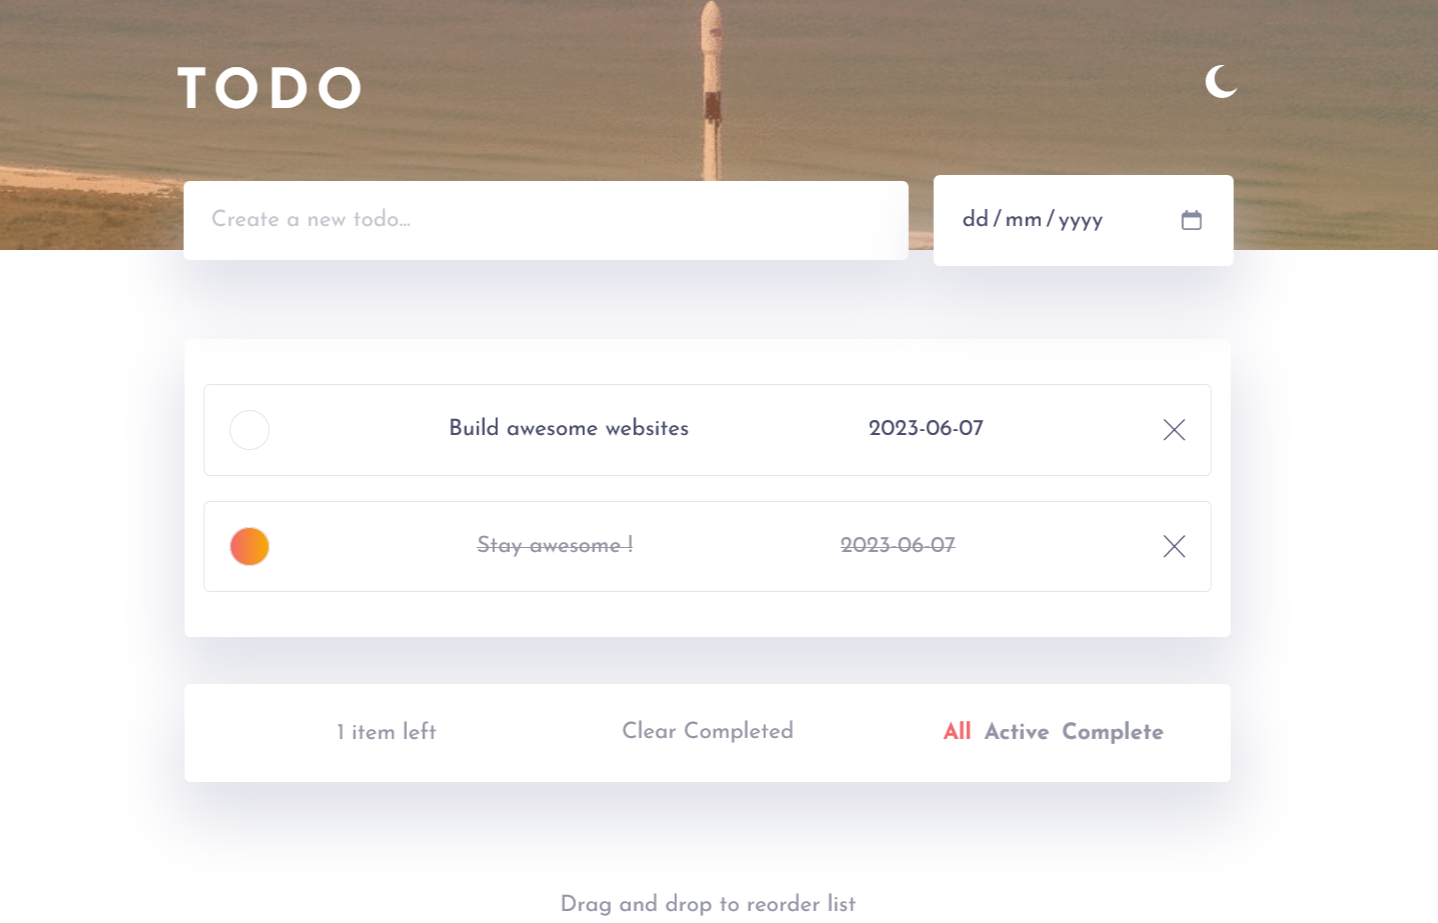 TODO
Create a new todo...
dd/mm/yyyy
Build awesome websites 2023-06-07
Stay awesome ! 2023-06-07
1 item left Clear Completed All Active Complete
Drag and drop to reorder list